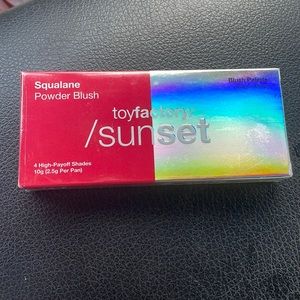 Squalane
Powder Blush
Blush Palette
toyfactory
/sunset
4 High-Payoff Shades
10g (2.5g Per Pan)